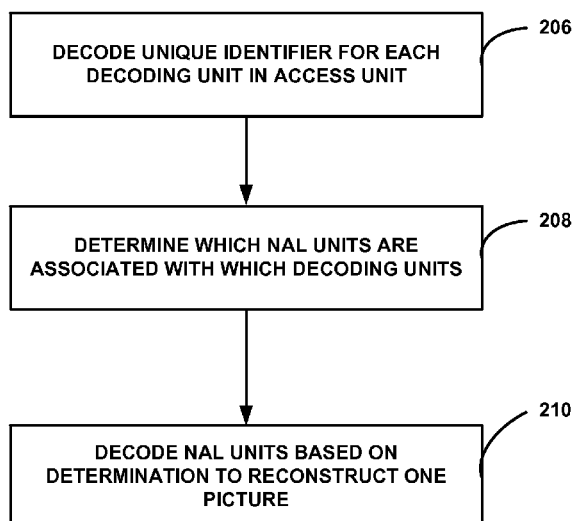 DECODE UNIQUE IDENTIFIER FOR EACH
DECODING UNIT IN ACCESS UNIT
206
DETERMINE WHICH NAL UNITS ARE
ASSOCIATED WITH WHICH DECODING UNITS
208
DECODE NAL UNITS BASED ON
DETERMINATION TO RECONSTRUCT ONE
PICTURE
210